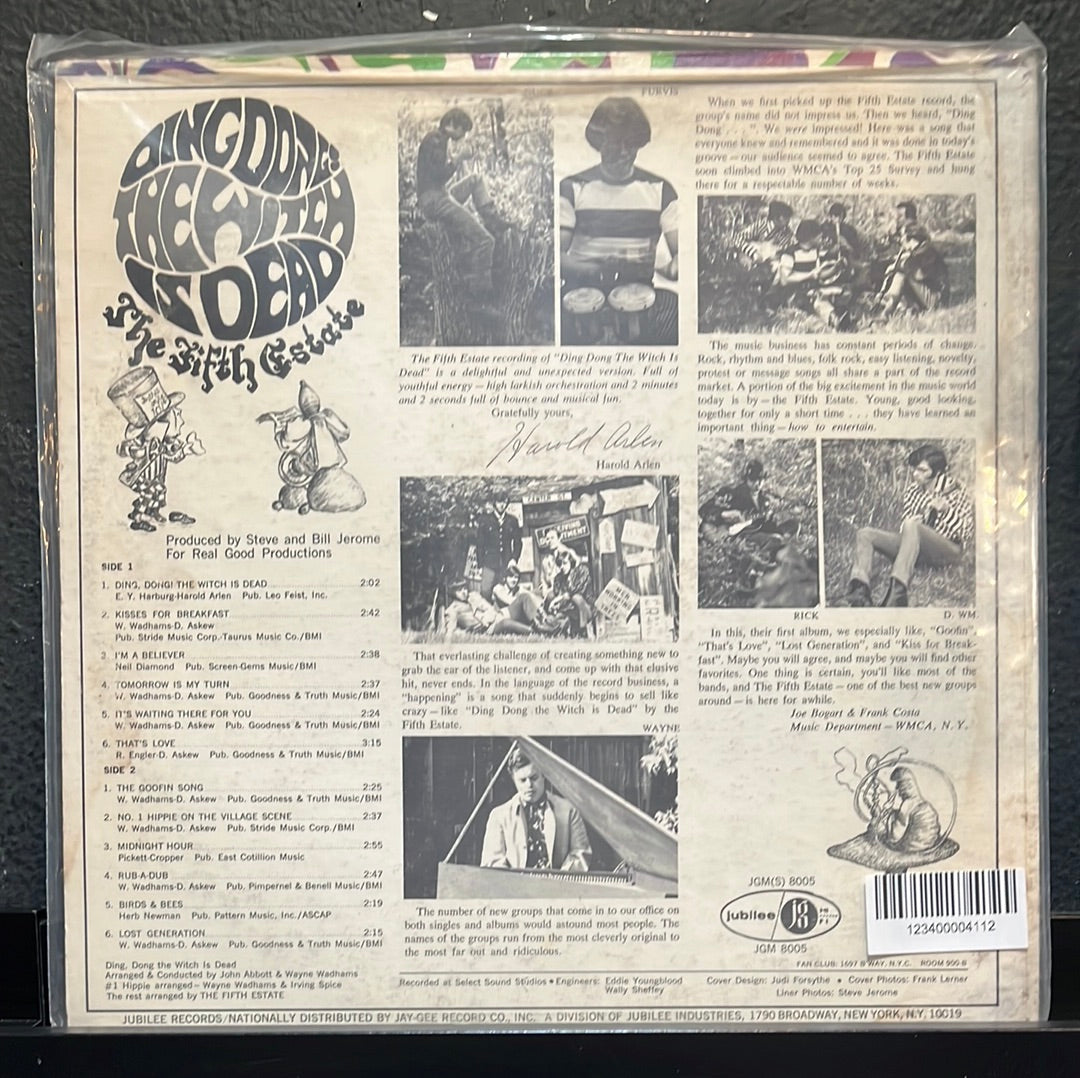 DING DONG!
THE WITCH
IS DEAD
The Fifth Estate
Produced by Steve and Bill Jerome
For Real Good Productions
SIDE 1
1. DING, DONG! THE WITCH IS DEAD 2:02
E. Y. Harburg-Harold Arlen Pub. Leo Feist, Inc.
2. KISSES FOR BREAKFAST 2:42
W. Wadhams-D. Askew
Pub. Stride Music Corp.-Taurus Music Co./BMI
3. I'M A BELIEVER 2:38
Neil Diamond Pub. Screen-Gems Music/BMI
4. TOMORROW IS MY TURN 2:37
W. Wadhams-D. Askew Pub. Goodness & Truth Music/BMI
5. IT'S WAITING THERE FOR YOU 2:24
W. Wadhams-D. Askew Pub. Goodness & Truth Music/BMI
6. THAT'S LOVE 3:15
R. Engler-D. Askew Pub. Goodness & Truth Music/BMI
SIDE 2
1. THE GOOFIN SONG 2:25
W. Wadhams-D. Askew Pub. Goodness & Truth Music/BMI
2. NO. 1 HIPPIE ON THE VILLAGE SCENE 2:37
W. Wadhams-D. Askew Pub. Stride Music Corp./BMI
3. MIDNIGHT HOUR 2:55
Pickett-Cropper Pub. East Cotillion Music
4. RUB-A-DUB 2:47
W. Wadhams-D. Askew Pub. Pimpernel & Benell Music/BMI
5. BIRDS & BEES 2:19
Herb Newman Pub. Pattern Music, Inc./ASCAP
6. LOST GENERATION 2:15
W. Wadhams-D. Askew Pub. Goodness & Truth Music/BMI
Ding, Dong the Witch is Dead
Arranged & Conducted by John Abbott & Wayne Wadhams
#1 Hippie arranged – Wayne Wadhams & Irving Spice
The rest arranged by THE FIFTH ESTATE
FURVIS
The Fifth Estate recording of "Ding Dong The Witch Is
Dead" is a delightful and unexpected version. Full of
youthful energy – high larkish orchestration and 2 minutes
and 2 seconds full of bounce and musical fun.
Gratefully yours,
Harold Arlen
Harold Arlen
That everlasting challenge of creating something new to
grab the ear of the listener, and come up with that elusive
hit, never ends. In the language of the record business, a
"happening" is a song that suddenly begins to sell like
crazy – like "Ding Dong the Witch is Dead" by the
Fifth Estate.
WAYNE
The number of new groups that come in to our office on
both singles and albums would astound most people. The
names of the groups run from the most cleverly original to
the most far out and ridiculous.
When we first picked up the Fifth Estate record, the
group's name did not impress us. Then we heard, "Ding
Dong . . . ". We were impressed! Here was a song that
everyone knew and remembered and it was done in today's
groove – our audience seemed to agree. The Fifth Estate
soon climbed into WMCA's Top 25 Survey and hung
there for a respectable number of weeks.
The music business has constant periods of change.
Rock, rhythm and blues, folk rock, easy listening, novelty,
protest or message songs all share a part of the record
market. A portion of the big excitement in the music world
today is by – the Fifth Estate. Young, good looking,
together for only a short time . . . they have learned an
important thing – how to entertain.
RICK
D. WM.
In this, their first album, we especially like, "Goofin",
"That's Love", "Lost Generation", and "Kiss for Break-
fast". Maybe you will agree, and maybe you will find other
favorites. One thing is certain, you'll like most of the
bands, and The Fifth Estate – one of the best new groups
around – is here for awhile.
Joe Bogart & Frank Costa
Music Department – WMCA, N. Y.
JGM(S) 8005
jubilee jg
JGM 8005
123400004112
FAN CLUB: 1697 B'WAY, N.Y.C. ROOM 900-B
Recorded at Select Sound Studios • Engineers: Eddie Youngblood
Wally Sheffey
Cover Design: Judi Forsythe • Cover Photos: Frank Lerner
Liner Photos: Steve Jerome
JUBILEE RECORDS/NATIONALLY DISTRIBUTED BY JAY-GEE RECORD CO., INC. A DIVISION OF JUBILEE INDUSTRIES, 1790 BROADWAY, NEW YORK, N.Y. 10019